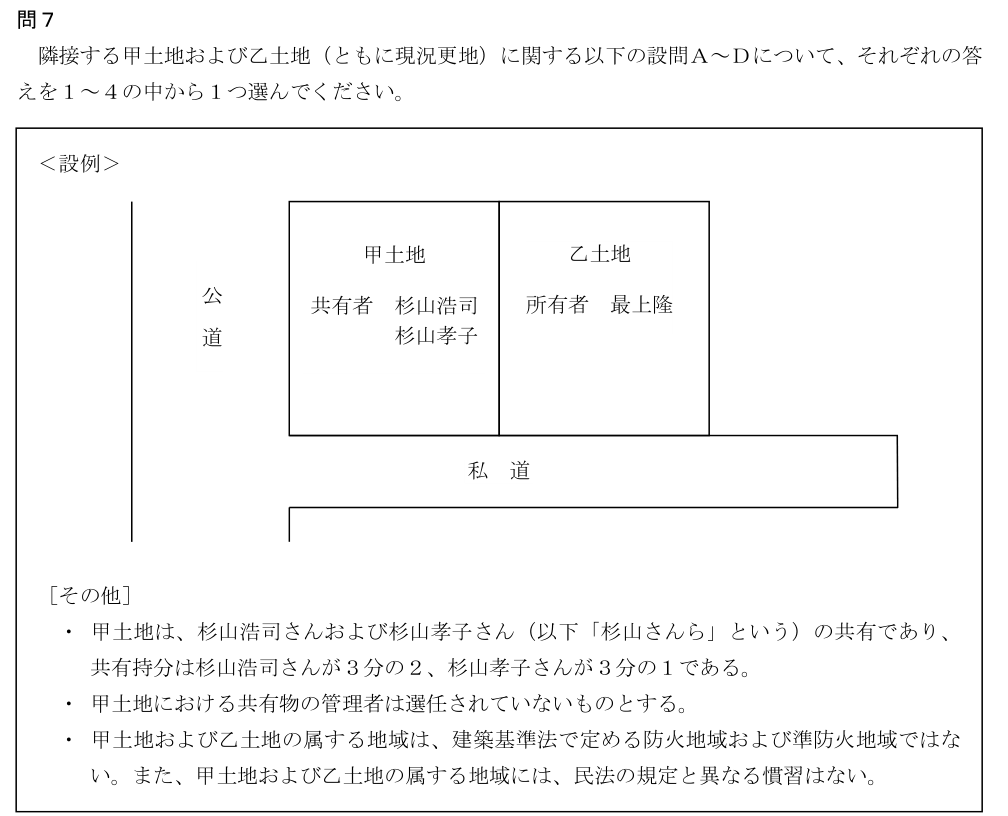 問７
隣接する甲土地および乙土地（ともに現況更地）に関する以下の設問Ａ～Ｄについて、それぞれの答
えを１～４の中から１つ選んでください。
＜設例＞
甲土地
共有者　杉山浩司
杉山孝子
乙土地
所有者　最上隆
公
道
私　道
［その他］
・ 甲土地は、杉山浩司さんおよび杉山孝子さん（以下「杉山さんら」という）の共有であり、
共有持分は杉山浩司さんが３分の２、杉山孝子さんが３分の１である。
・ 甲土地における共有物の管理者は選任されていないものとする。
・ 甲土地および乙土地の属する地域は、建築基準法で定める防火地域および準防火地域ではな
い。また、甲土地および乙土地の属する地域には、民法の規定と異なる慣習はない。